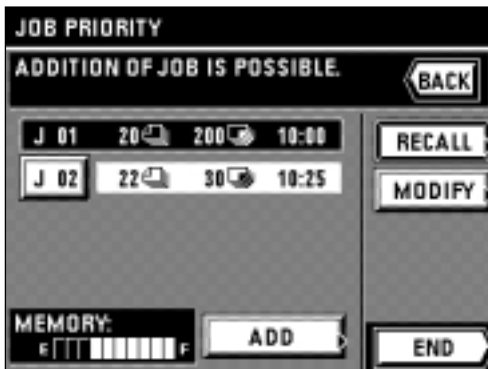 JOB PRIORITY
ADDITION OF JOB IS POSSIBLE.
BACK
J 01 20 200 10:00
RECALL
J 02 22 30 10:25
MODIFY
MEMORY:
E F
ADD
END